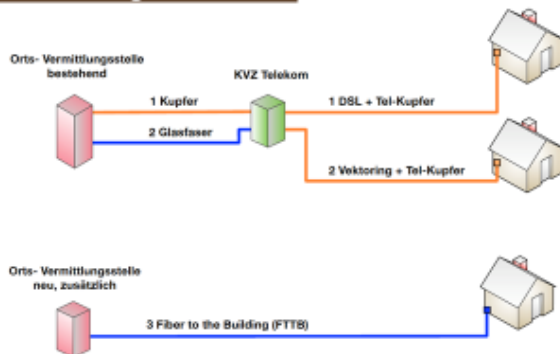 Orts- Vermittlungsstelle
bestehend
KVZ Telekom
1 Kupfer
1 DSL + Tel-Kupfer
2 Glasfaser
2 Vektoring + Tel-Kupfer
Orts- Vermittlungsstelle
neu, zusätzlich
3 Fiber to the Building (FTTB)